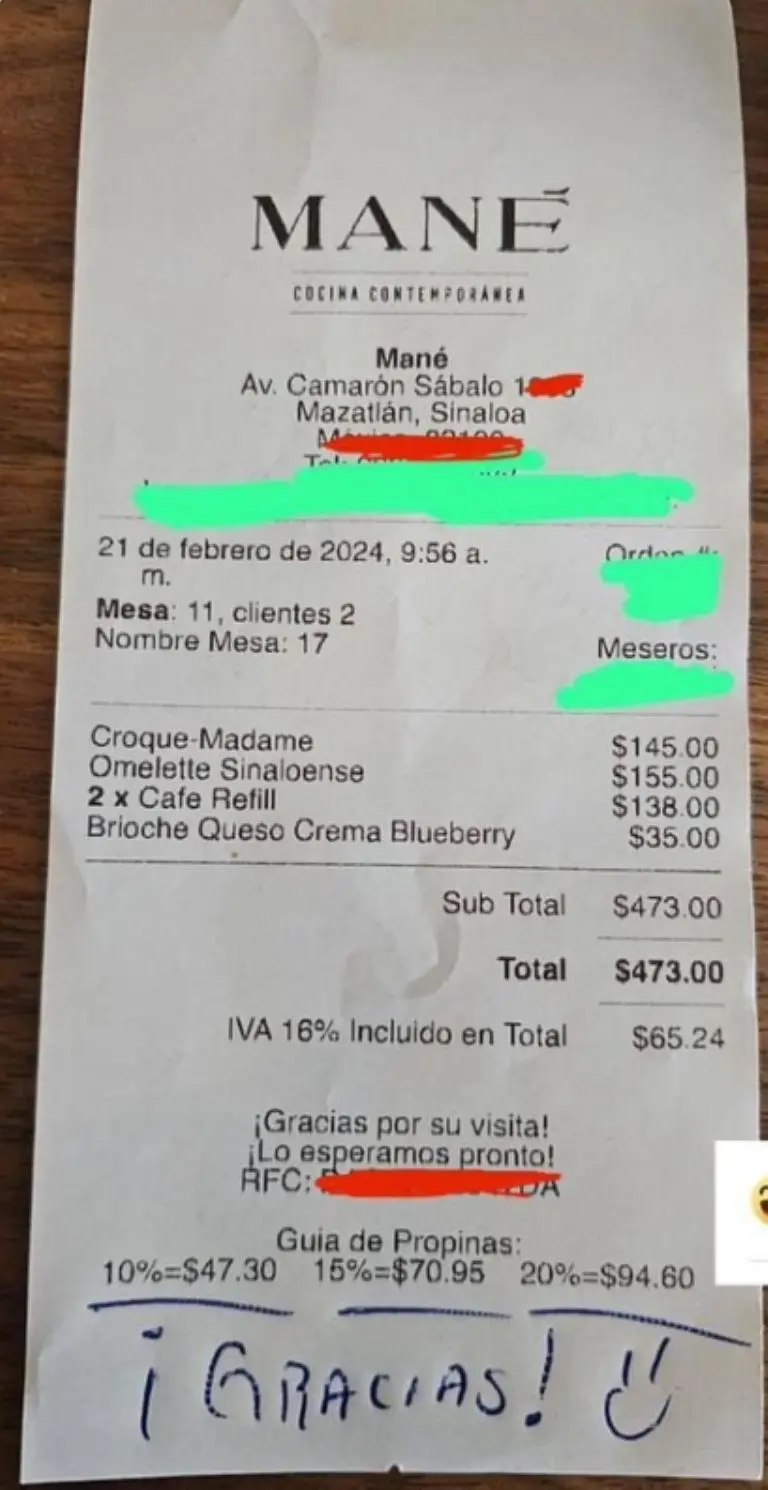 MANÉ
COCINA CONTEMPORÁNEA
Mané
Av. Camarón Sábalo
Mazatlán, Sinaloa
21 de febrero de 2024, 9:56 a.
m.
Orden #:
Mesa: 11, clientes 2
Nombre Mesa: 17
Meseros:
Croque-Madame $145.00
Omelette Sinaloense $155.00
2 x Cafe Refill $138.00
Brioche Queso Crema Blueberry $35.00
Sub Total $473.00
Total $473.00
IVA 16% Incluido en Total $65.24
¡Gracias por su visita!
¡Lo esperamos pronto!
RFC:
Guia de Propinas:
10%=$47.30 15%=$70.95 20%=$94.60
¡GRACIAS!